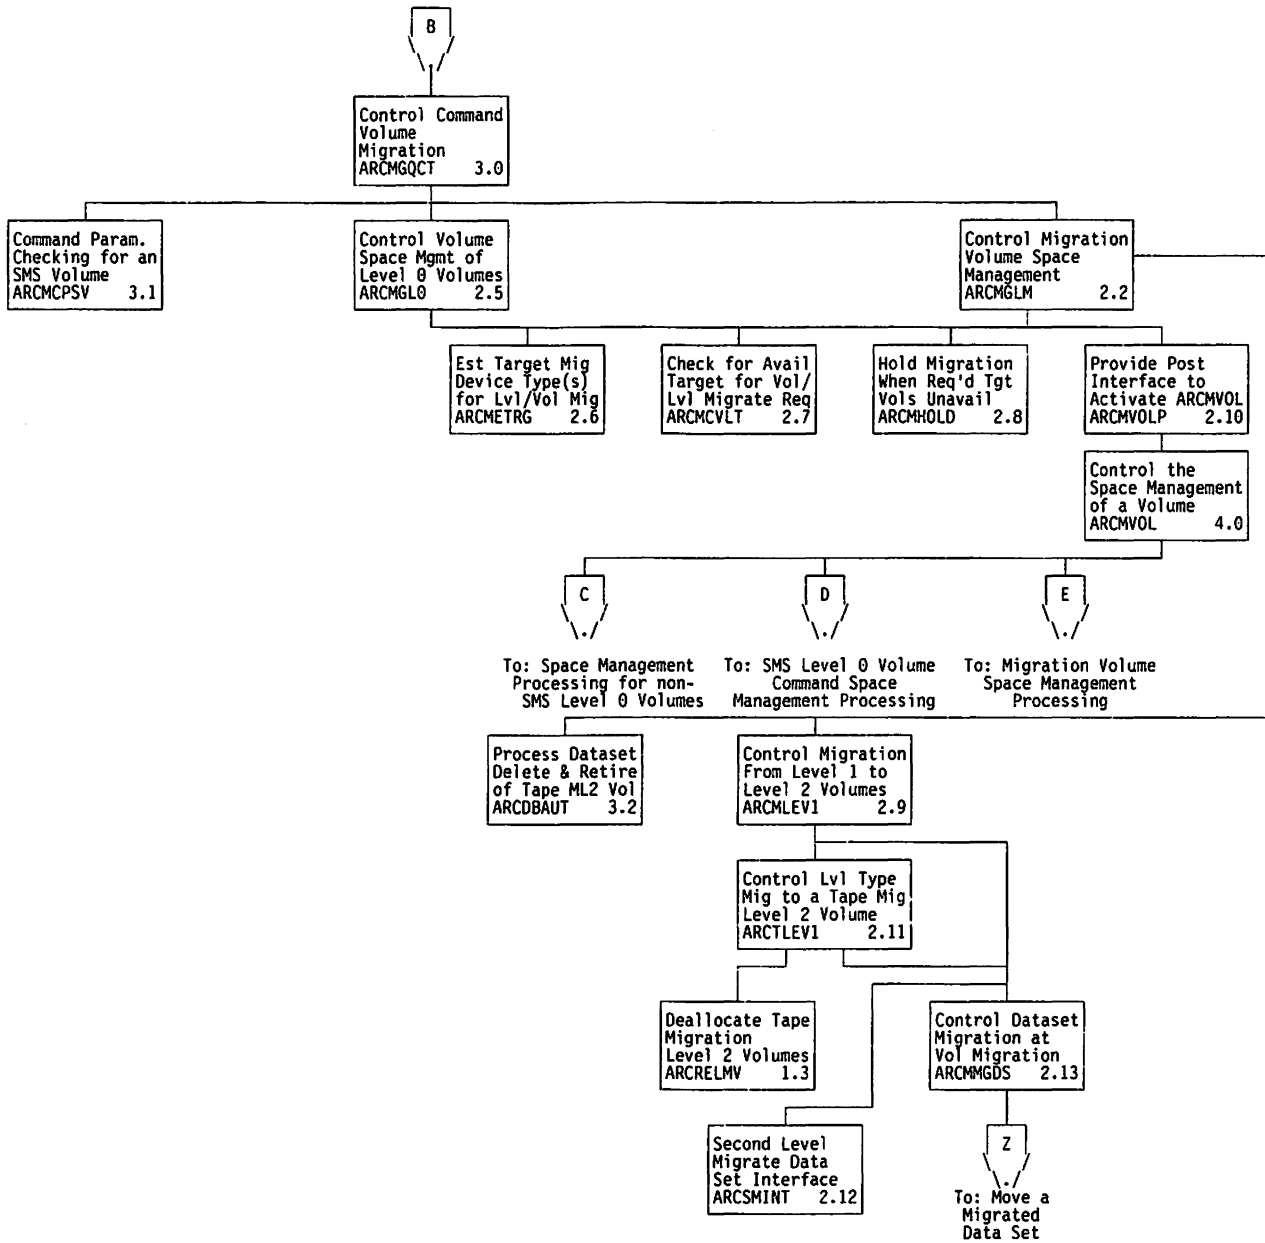 B
Control Command
Volume
Migration
ARCMGQCT 3.0
Command Param.
Checking for an
SMS Volume
ARCMCPSV 3.1
Control Volume
Space Mgmt of
Level 0 Volumes
ARCMGL0 2.5
Control Migration
Volume Space
Management
ARCMGLM 2.2
Est Target Mig
Device Type(s)
for Lvl/Vol Mig
ARCMETRG 2.6
Check for Avail
Target for Vol/
Lvl Migrate Req
ARCMCVLT 2.7
Hold Migration
When Req'd Tgt
Vols Unavail
ARCMHOLD 2.8
Provide Post
Interface to
Activate ARCMVOL
ARCMVOLP 2.10
Control the
Space Management
of a Volume
ARCMVOL 4.0
C
D
E
To: Space Management
Processing for non-
SMS Level 0 Volumes
To: SMS Level 0 Volume
Command Space
Management Processing
To: Migration Volume
Space Management
Processing
Process Dataset
Delete & Retire
of Tape ML2 Vol
ARCDBAUT 3.2
Control Migration
From Level 1 to
Level 2 Volumes
ARCMLEV1 2.9
Control Lvl Type
Mig to a Tape Mig
Level 2 Volume
ARCTLEV1 2.11
Deallocate Tape
Migration
Level 2 Volumes
ARCRELMV 1.3
Control Dataset
Migration at
Vol Migration
ARCMMGDS 2.13
Second Level
Migrate Data
Set Interface
ARCSMINT 2.12
Z
To: Move a
Migrated
Data Set